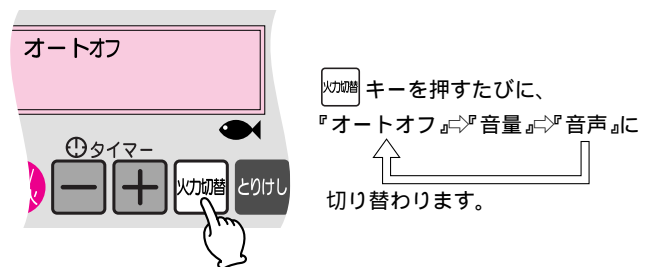 オートオフ
タイマー
火力切替
とりけし
火力切替 キーを押すたびに、
『オートオフ』⇨『音量』⇨『音声』に
切り替わります。